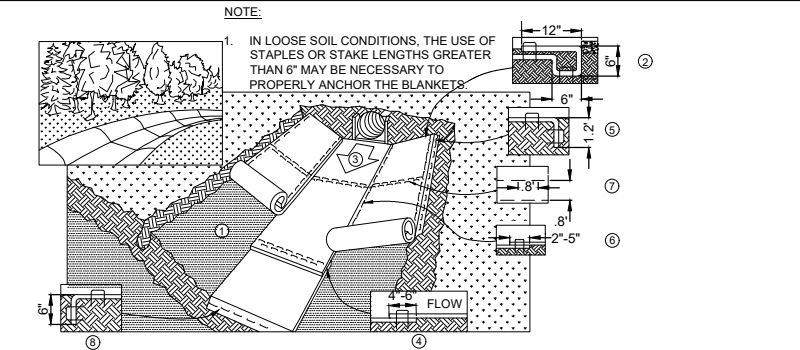 NOTE:
1. IN LOOSE SOIL CONDITIONS, THE USE OF
STAPLES OR STAKE LENGTHS GREATER
THAN 6" MAY BE NECESSARY TO
PROPERLY ANCHOR THE BLANKETS.
12"
6"
2
6"
5
1.2'
3
7
.8'
.8'
1
6
2"-5"
6"
4"-6"
FLOW
8
4